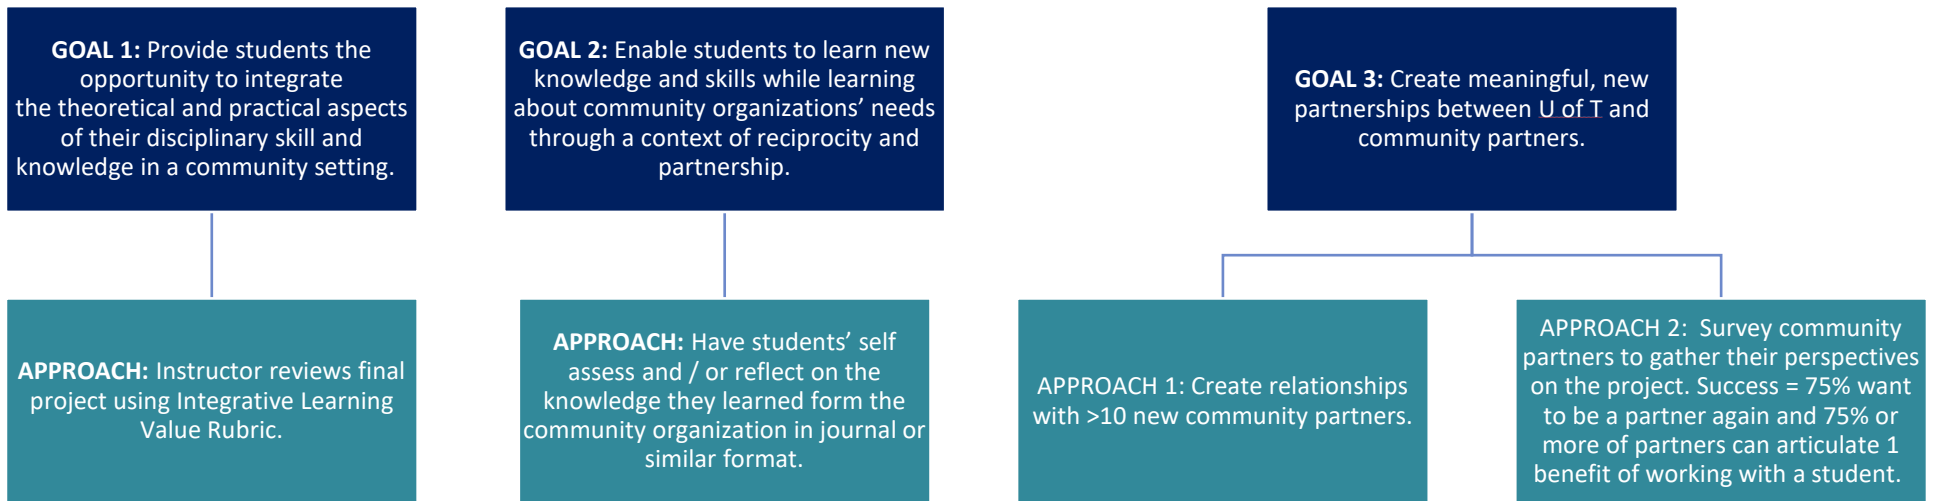 GOAL 1: Provide students the
opportunity to integrate
the theoretical and practical aspects
of their disciplinary skill and
knowledge in a community setting.
GOAL 2: Enable students to learn new
knowledge and skills while learning
about community organizations’ needs
through a context of reciprocity and
partnership.
GOAL 3: Create meaningful, new
partnerships between U of T and
community partners.
APPROACH: Instructor reviews final
project using Integrative Learning
Value Rubric.
APPROACH: Have students’ self
assess and / or reflect on the
knowledge they learned form the
community organization in journal or
similar format.
APPROACH 1: Create relationships
with >10 new community partners.
APPROACH 2: Survey community
partners to gather their perspectives
on the project. Success = 75% want
to be a partner again and 75% or
more of partners can articulate 1
benefit of working with a student.